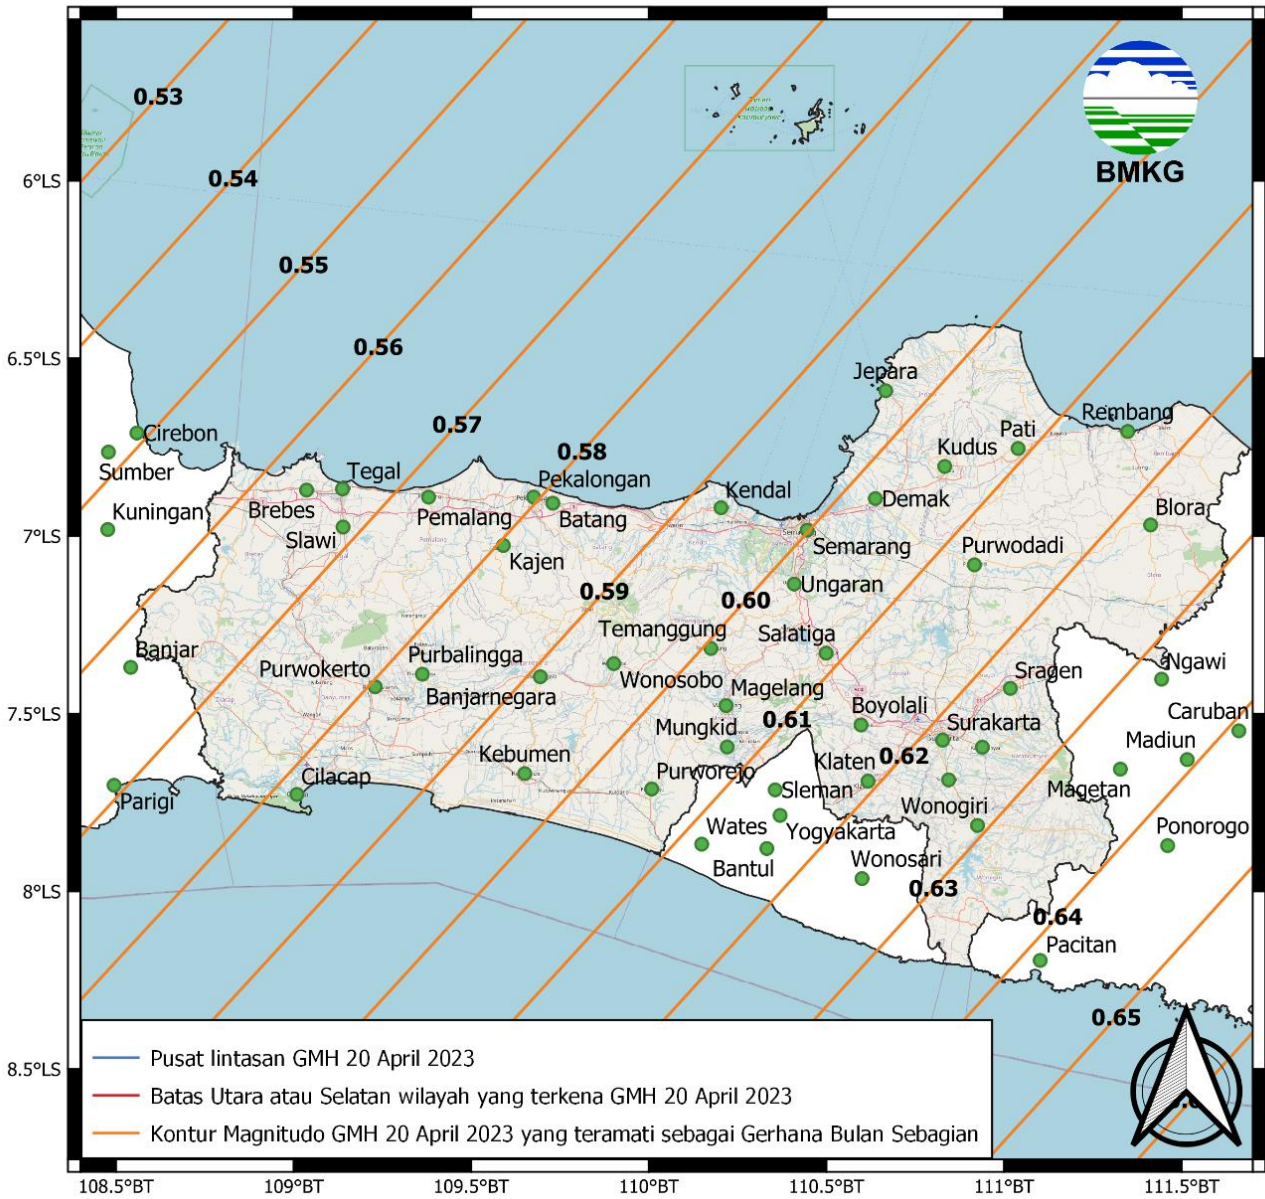 0.53
BMKG
6°LS
0.54
0.55
0.56
6.5°LS
Jepara
Rembang
0.57
Pati
Cirebon
0.58
Kudus
Sumber
Tegal
Pekalongan
Kendal
Demak
Kuningan
Brebes
Pemalang
Batang
Blora
7°LS
Slawi
Semarang
Purwodadi
Kajen
Ungaran
0.59
0.60
Temanggung
Salatiga
Banjar
Purbalingga
Ngawi
Purwokerto
Wonosobo
Sragen
Banjarnegara
Magelang
7.5°LS
0.61
Boyolali
Caruban
Mungkid
Surakarta
Madiun
Kebumen
Klaten
0.62
Cilacap
Purworejo
Sleman
Magetan
Parigi
Wonogiri
Wates
Yogyakarta
Ponorogo
Bantul
Wonosari
8°LS
0.63
0.64
Pacitan
0.65
8.5°LS
Pusat lintasan GMH 20 April 2023
Batas Utara atau Selatan wilayah yang terkena GMH 20 April 2023
Kontur Magnitudo GMH 20 April 2023 yang teramati sebagai Gerhana Bulan Sebagian
108.5°BT
109°BT
109.5°BT
110°BT
110.5°BT
111°BT
111.5°BT